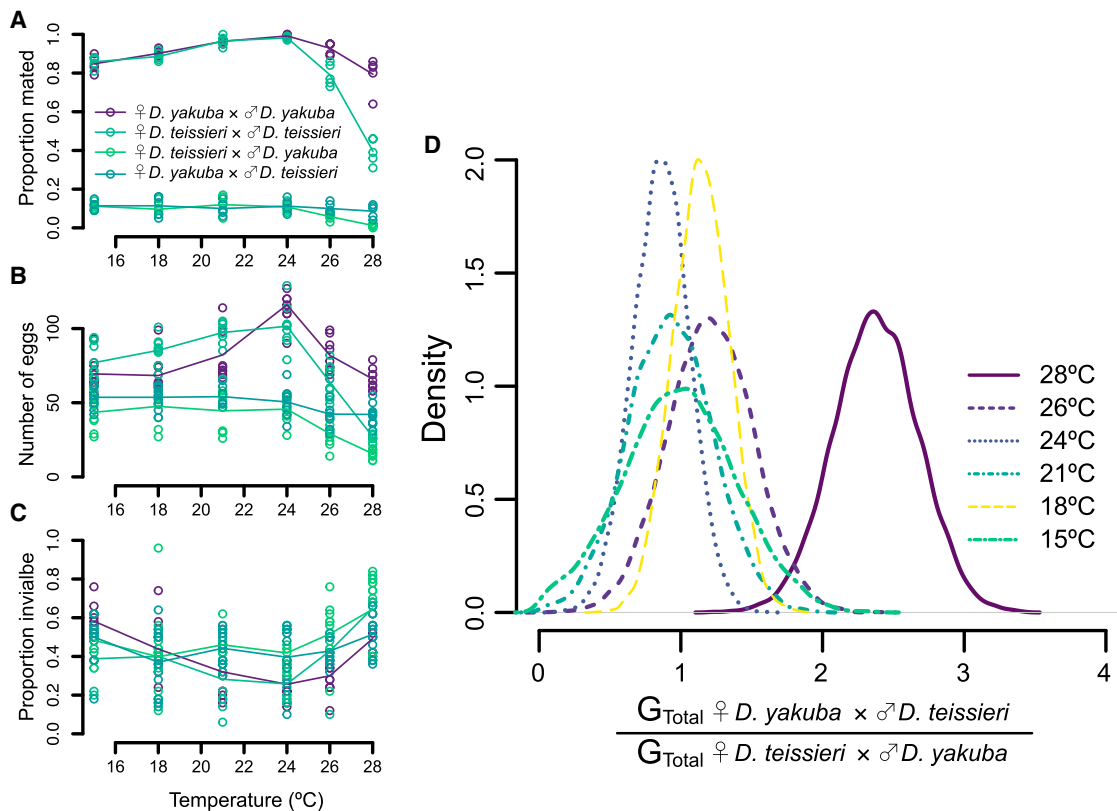 A
Proportion mated
0.0 0.2 0.4 0.6 0.8 1.0
♀ D. yakuba × ♂ D. yakuba
♀ D. teissieri × ♂ D. teissieri
♀ D. teissieri × ♂ D. yakuba
♀ D. yakuba × ♂ D. teissieri
16 18 20 22 24 26 28
B
Number of eggs
0 50 100
16 18 20 22 24 26 28
C
Proportion invialbe
0.0 0.2 0.4 0.6 0.8 1.0
16 18 20 22 24 26 28
Temperature (ºC)
D
Density
0.0 0.5 1.0 1.5 2.0
28ºC
26ºC
24ºC
21ºC
18ºC
15ºC
0 1 2 3 4
GTotal ♀ D. yakuba × ♂ D. teissieri
GTotal ♀ D. teissieri × ♂ D. yakuba